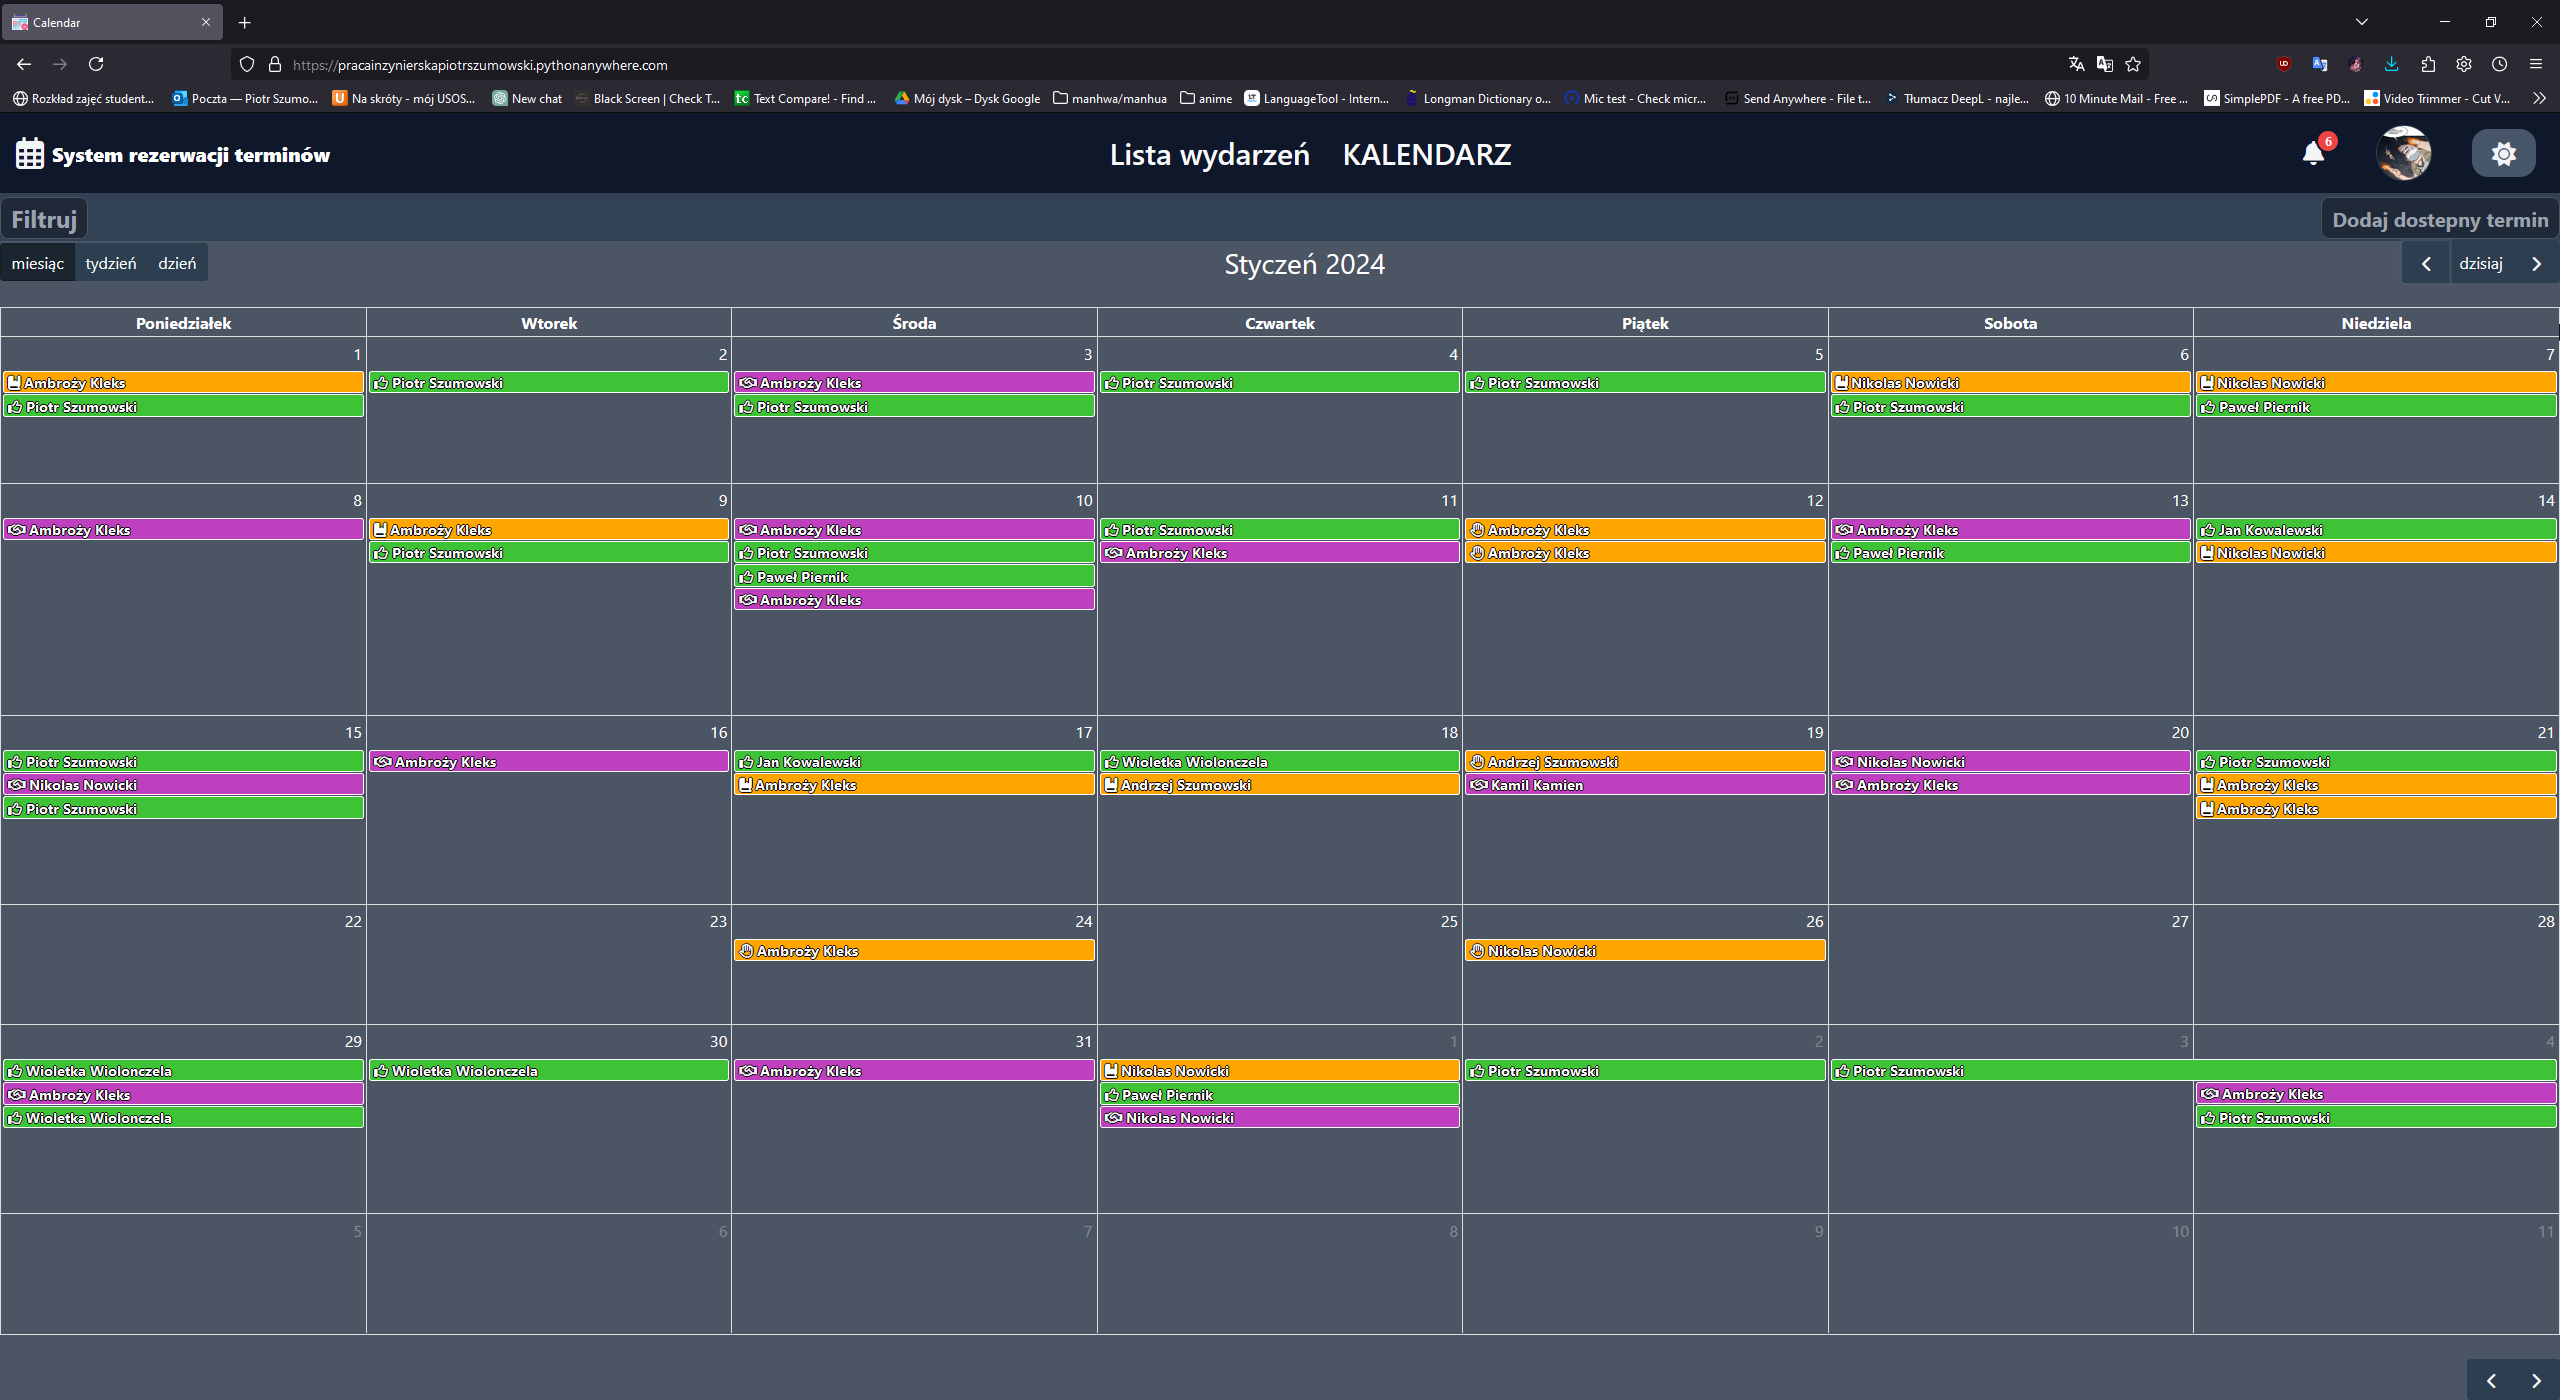 Calendar
https://pracainzynierskapiotrszumowski.pythonanywhere.com
Rozkład zajęć student... Poczta — Piotr Szumo... Na skróty - mój USOS... New chat Black Screen | Check T... Text Compare! - Find ... Mój dysk – Dysk Google manhwa/manhua anime LanguageTool - Intern... Longman Dictionary o... Mic test - Check micr... Send Anywhere - File t... Tłumacz DeepL - najle... 10 Minute Mail - Free ... SimplePDF - A free PD... Video Trimmer - Cut V...
System rezerwacji terminów Lista wydarzeń KALENDARZ 6
Filtruj Dodaj dostepny termin
miesiąc tydzień dzień Styczeń 2024 dzisiaj
Poniedziałek Wtorek Środa Czwartek Piątek Sobota Niedziela
1 2 3 4 5 6 7
Ambroży Kleks Piotr Szumowski Ambroży Kleks Piotr Szumowski Piotr Szumowski Nikolas Nowicki Nikolas Nowicki
Piotr Szumowski Piotr Szumowski Piotr Szumowski Paweł Piernik
8 9 10 11 12 13 14
Ambroży Kleks Ambroży Kleks Ambroży Kleks Piotr Szumowski Ambroży Kleks Ambroży Kleks Jan Kowalewski
Piotr Szumowski Piotr Szumowski Ambroży Kleks Ambroży Kleks Paweł Piernik Nikolas Nowicki
Paweł Piernik
Ambroży Kleks
15 16 17 18 19 20 21
Piotr Szumowski Ambroży Kleks Jan Kowalewski Wioletka Wiolonczela Andrzej Szumowski Nikolas Nowicki Piotr Szumowski
Nikolas Nowicki Ambroży Kleks Andrzej Szumowski Kamil Kamien Ambroży Kleks Ambroży Kleks
Piotr Szumowski Ambroży Kleks
22 23 24 25 26 27 28
Ambroży Kleks Nikolas Nowicki
29 30 31 1 2 3 4
Wioletka Wiolonczela Wioletka Wiolonczela Ambroży Kleks Nikolas Nowicki Piotr Szumowski Piotr Szumowski
Ambroży Kleks Paweł Piernik Ambroży Kleks
Wioletka Wiolonczela Nikolas Nowicki Piotr Szumowski
5 6 7 8 9 10 11